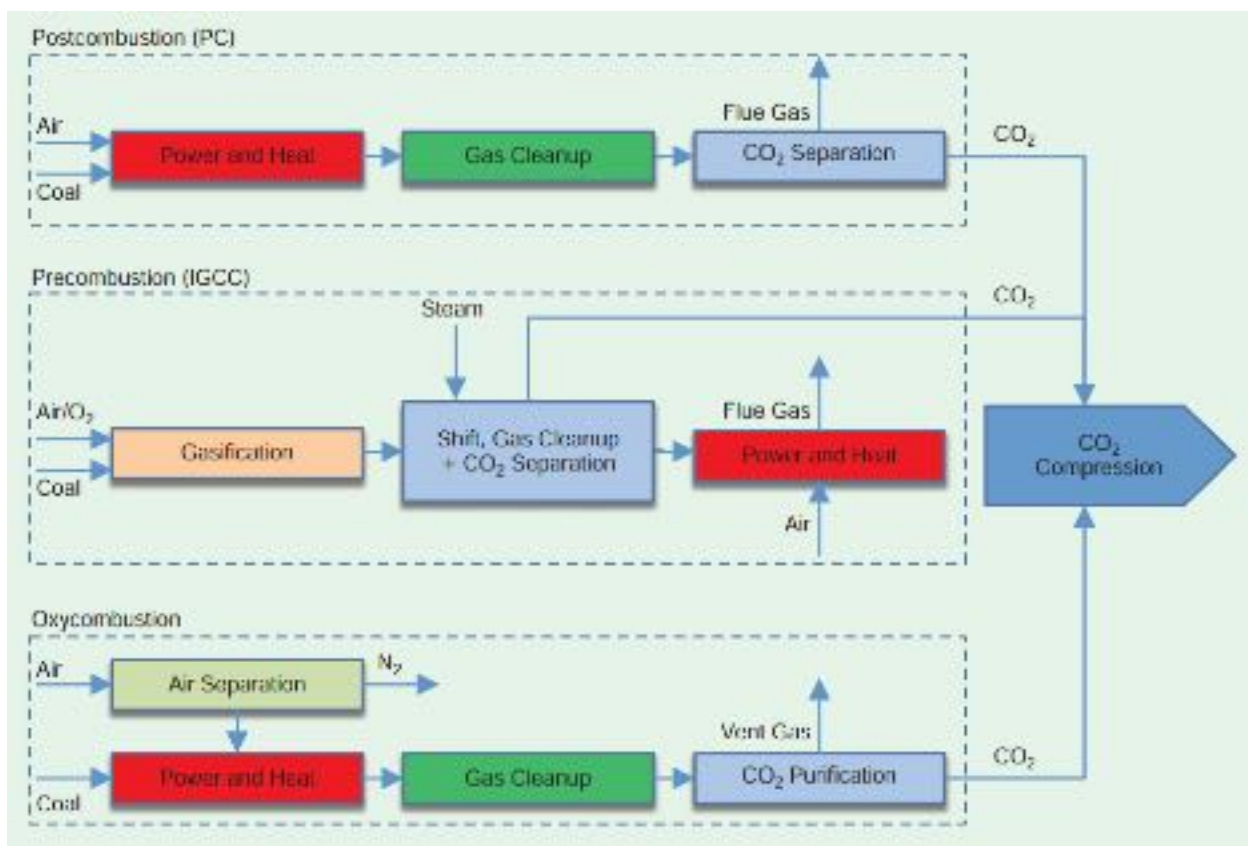 Postcombustion (PC)
Air
Coal
Power and Heat
Gas Cleanup
Flue Gas
CO₂ Separation
CO₂
Precombustion (IGCC)
Steam
CO₂
Air/O₂
Coal
Gasification
Shift, Gas Cleanup
+ CO₂ Separation
Flue Gas
Power and Heat
Air
CO₂
Compression
Oxycombustion
Air
Air Separation
N₂
Coal
Power and Heat
Gas Cleanup
Vent Gas
CO₂ Purification
CO₂